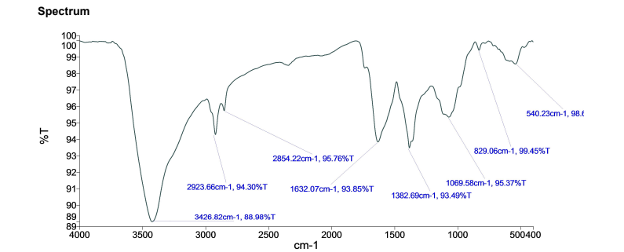 Spectrum
100
100
99
98
97
96
95
94
93
92
91
90
89
89
%T
540.23cm-1, 98.6
829.06cm-1, 99.45%T
2854.22cm-1, 95.76%T
1069.58cm-1, 95.37%T
2923.66cm-1, 94.30%T
1632.07cm-1, 93.85%T
1382.69cm-1, 93.49%T
3426.82cm-1, 88.98%T
4000 3000 2500 2000 1500 1000 500400
cm-1